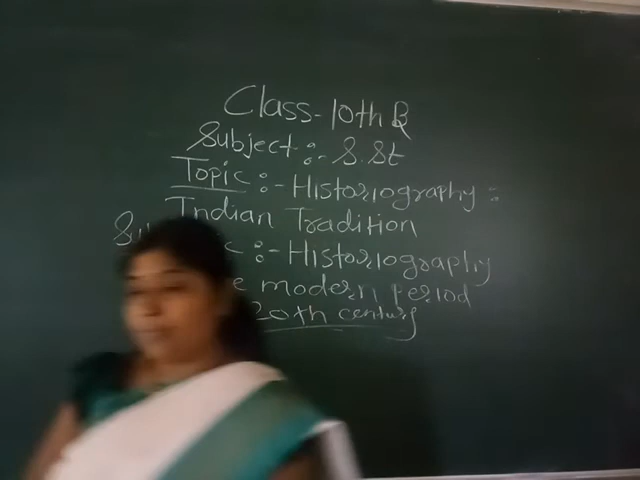 Class-10th B
Subject :- S.St
Topic :- Historiography :
Indian Tradition
:- Historiography
modern period
20th century